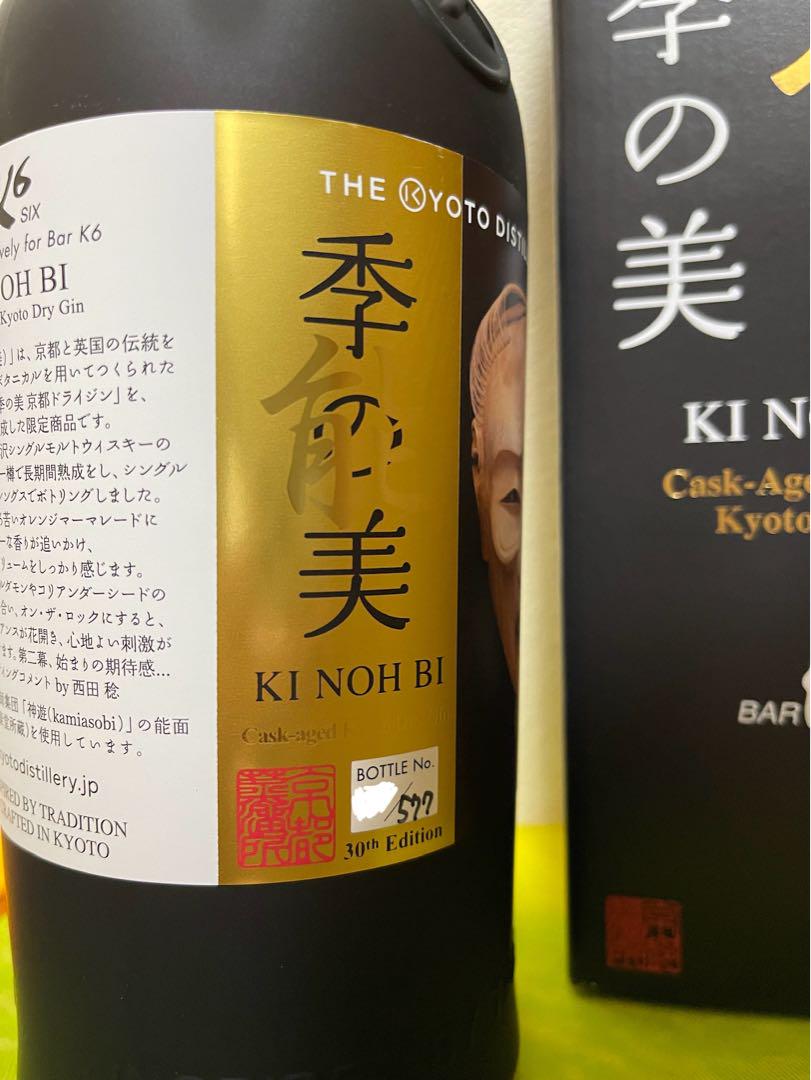 K6
SIX
vely for Bar K6
OH BI
Kyoto Dry Gin
」は、京都と英国の伝統を
タニカルを用いてつくられた
季の美 京都ドライジン」を、
成した限定商品です。
沢シングルモルトウイスキーの
一樽で長期間熟成をし、シングル
ングスでボトリングしました。
苦いオレンジマーマレードに
ーな香りが追いかけ、
リュームをしっかり感じます。
ルダモンやコリアンダーシードの
合い、オン・ザ・ロックにすると、
アンスが花開き、心地よい刺激が
ます。第二幕、始まりの期待感...
ィングコメント by 西田 稔
集団「神遊(kamiasobi)」の能面
堂所蔵)を使用しています。
yotodistillery.jp
RED BY TRADITION
RAFTED IN KYOTO
THE KYOTO DISTIL
季の美
能
KI NOH BI
Cask-aged
BOTTLE No.
/577
30th Edition
季の美
KI NO
Cask-Age
Kyoto
BAR